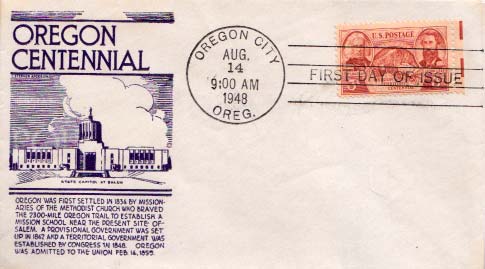 OREGON
CENTENNIAL
STATE CAPITOL AT SALEM
OREGON WAS FIRST SETTLED IN 1834 BY MISSION-
ARIES OF THE METHODIST CHURCH WHO BRAVED
THE 2300-MILE OREGON TRAIL TO ESTABLISH A
MISSION SCHOOL NEAR THE PRESENT SITE OF
SALEM. A PROVISIONAL GOVERNMENT WAS SET
UP IN 1842 AND A TERRITORIAL GOVERNMENT WAS
ESTABLISHED BY CONGRESS IN 1848. OREGON
WAS ADMITTED TO THE UNION FEB. 14, 1859.
OREGON CITY
AUG.
14
9:00 AM
1948
OREG.
U.S. POSTAGE
FIRST DAY OF ISSUE
CENTENNIAL